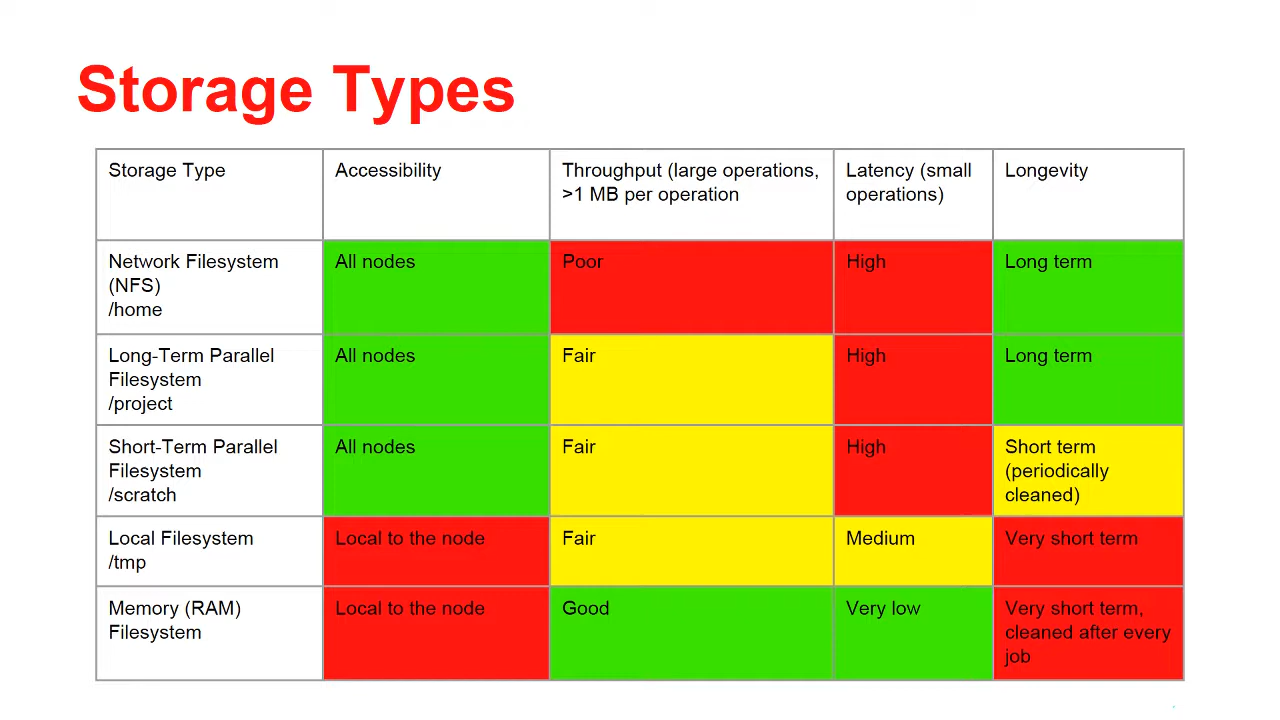 Storage Types
Storage Type
Accessibility
Throughput (large operations,
>1 MB per operation
Latency (small
operations)
Longevity
Network Filesystem
(NFS)
/home
All nodes
Poor
High
Long term
Long-Term Parallel
Filesystem
/project
All nodes
Fair
High
Long term
Short-Term Parallel
Filesystem
/scratch
All nodes
Fair
High
Short term
(periodically
cleaned)
Local Filesystem
/tmp
Local to the node
Fair
Medium
Very short term
Memory (RAM)
Filesystem
Local to the node
Good
Very low
Very short term,
cleaned after every
job